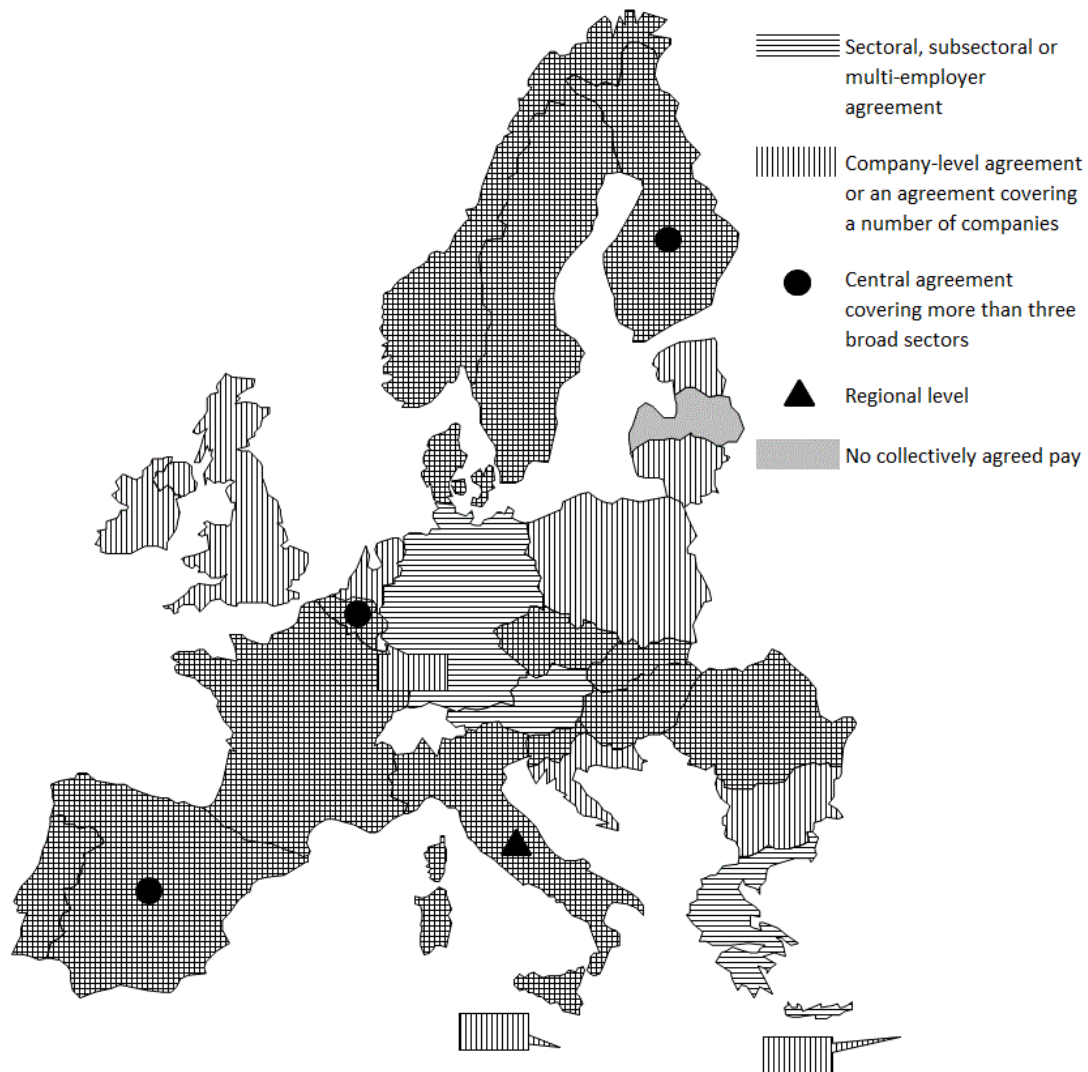 Sectoral, subsectoral or
multi-employer
agreement
Company-level agreement
or an agreement covering
a number of companies
Central agreement
covering more than three
broad sectors
Regional level
No collectively agreed pay